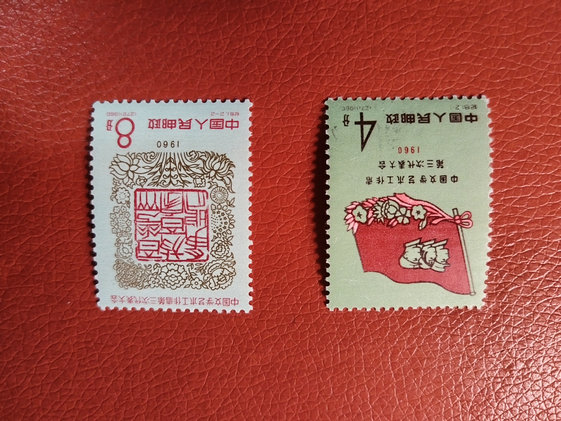 中国文学艺术工作者第三次代表大会
1960
中国人民邮政
8分
中国文学艺术工作者
第三次代表大会
1960
中国人民邮政
4分